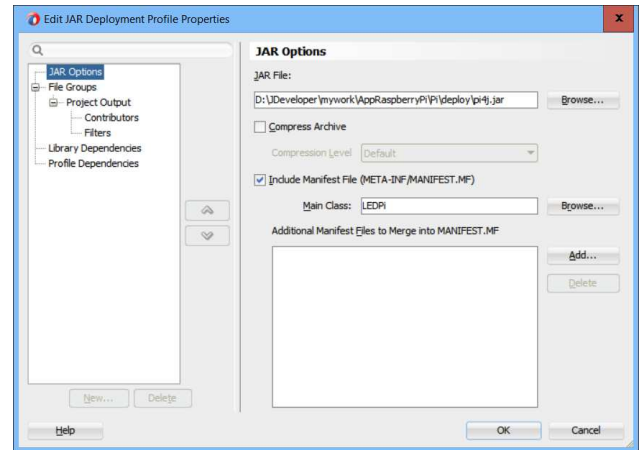 Edit JAR Deployment Profile Properties
x
JAR Options
File Groups
Project Output
Contributors
Filters
Library Dependencies
Profile Dependencies
New...
Delete
JAR Options
JAR File:
D:\JDeveloper\mywork\AppRaspberryPi\Pi\deploy\pi4j.jar
Browse...
Compress Archive
Compression Level
Default
Include Manifest File (META-INF/MANIFEST.MF)
Main Class:
LEDPi
Browse...
Additional Manifest Files to Merge into MANIFEST.MF
Add...
Delete
Help
OK
Cancel